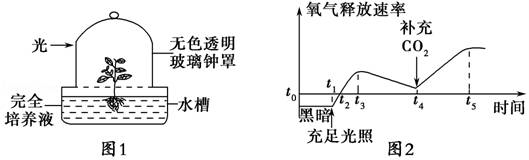 光
无色透明
玻璃钟罩
完全
培养液
水槽
图1
氧气释放速率
补充
CO₂
t₀
t₁
t₂
t₃
t₄
t₅
时间
黑暗
充足光照
图2